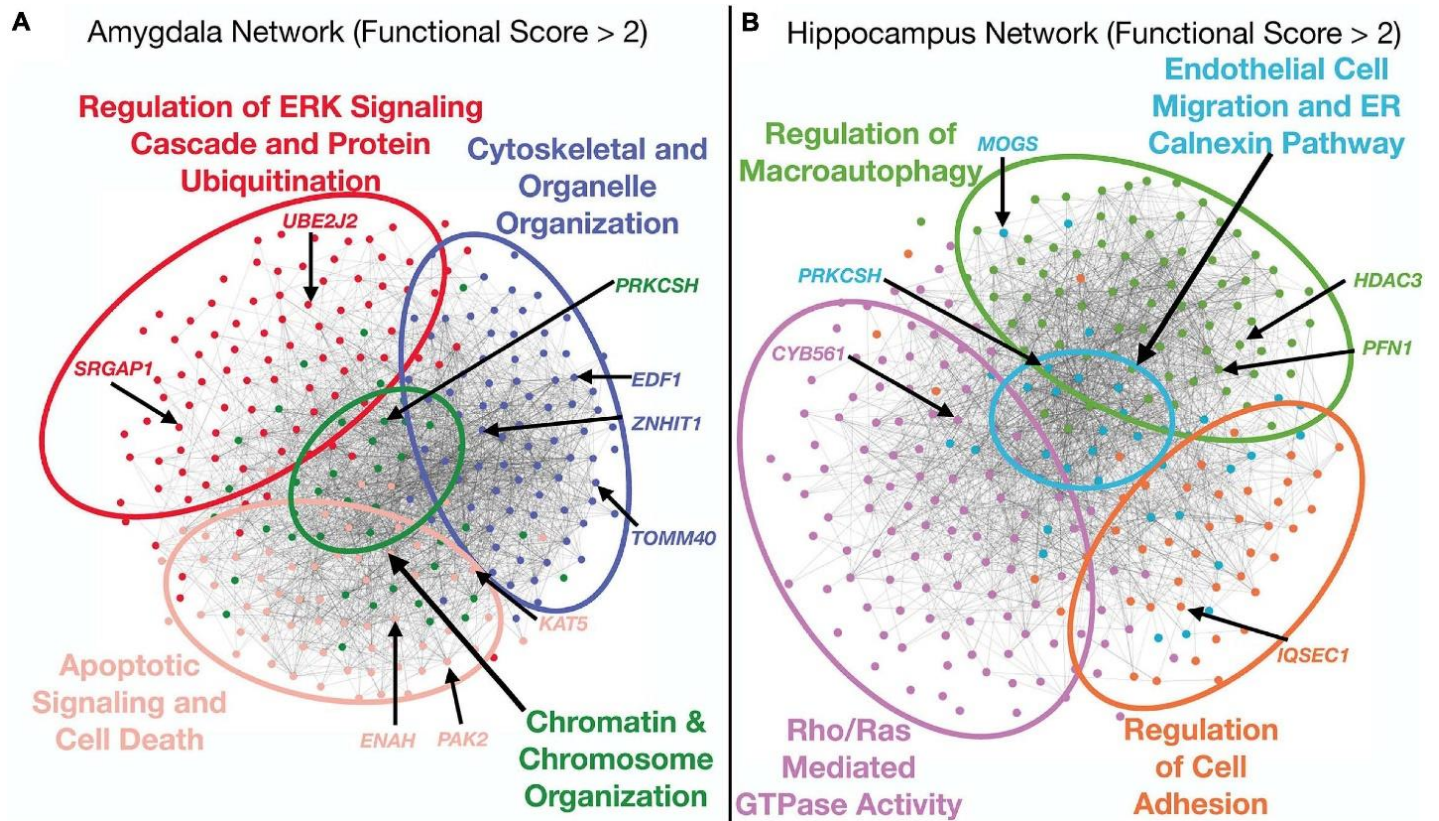 A
Amygdala Network (Functional Score > 2)
Regulation of ERK Signaling
Cascade and Protein
Ubiquitination
UBE2J2
Cytoskeletal and
Organelle
Organization
PRKCSH
SRGAP1
EDF1
ZNHIT1
TOMM40
KAT5
Apoptotic
Signaling and
Cell Death
ENAH
PAK2
Chromatin &
Chromosome
Organization
B
Hippocampus Network (Functional Score > 2)
Endothelial Cell
Migration and ER
Calnexin Pathway
Regulation of
Macroautophagy
MOGS
PRKCSH
HDAC3
CYB561
PFN1
IQSEC1
Rho/Ras
Mediated
GTPase Activity
Regulation
of Cell
Adhesion